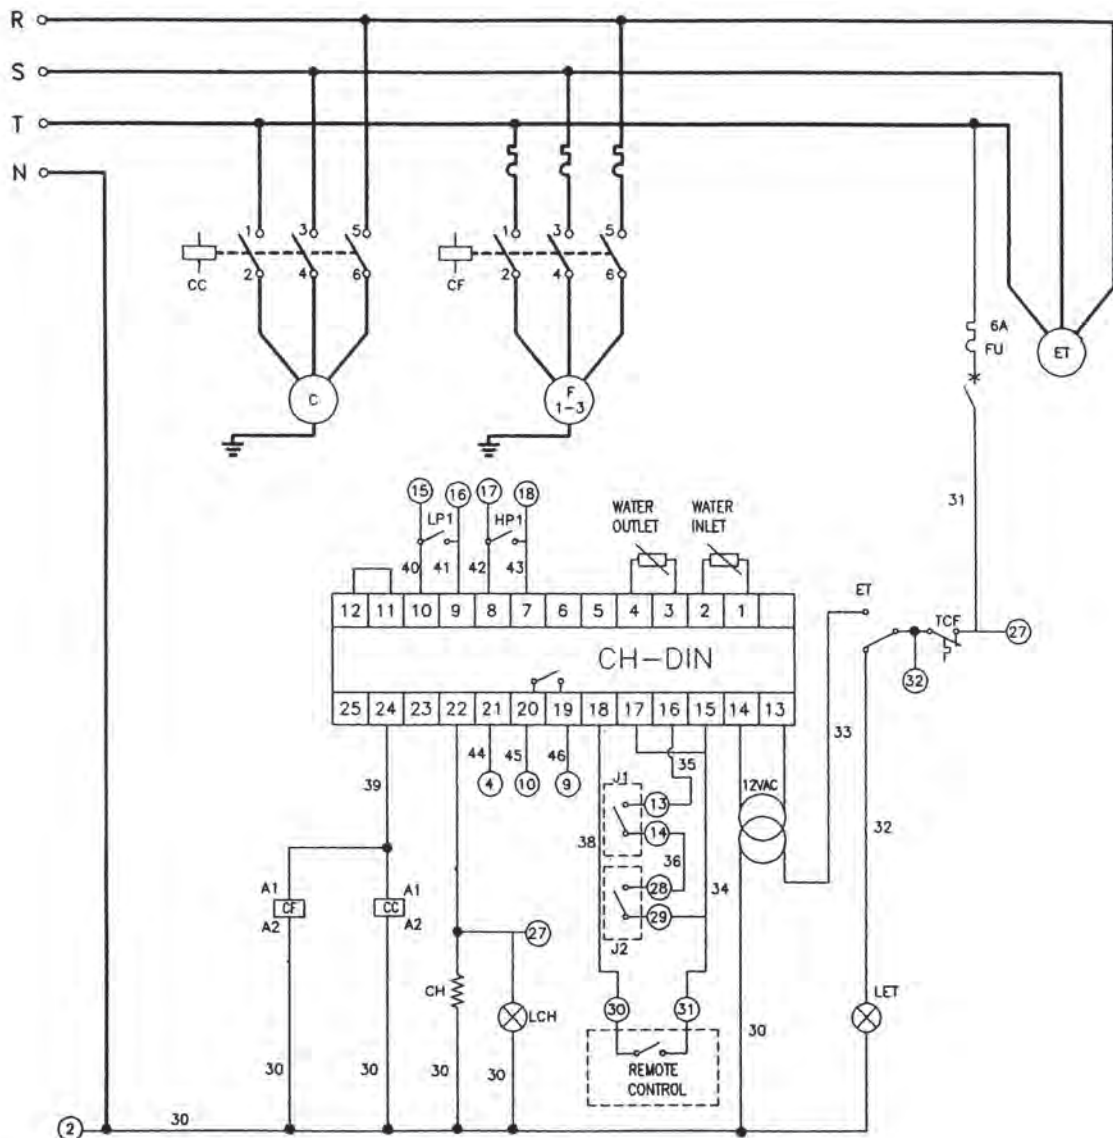 R
S
T
N
1 3 5
2 4 6
CC
1 3 5
2 4 6
CF
C
F
1-3
6A
FU
ET
31
15 16 17 18
LP1 HP1
40 41 42 43
WATER
OUTLET
WATER
INLET
12 11 10 9 8 7 6 5 4 3 2 1
CH-DIN
25 24 23 22 21 20 19 18 17 16 15 14 13
ET
TCF
27
32
33
44 45 46
4 10 9
39
35
J1
13
14
38
36
28
29
J2
34
12VAC
32
A1
CF
A2
A1
CC
A2
27
CH
LCH
30 31
REMOTE
CONTROL
LET
30 30 30 30 30
2
30